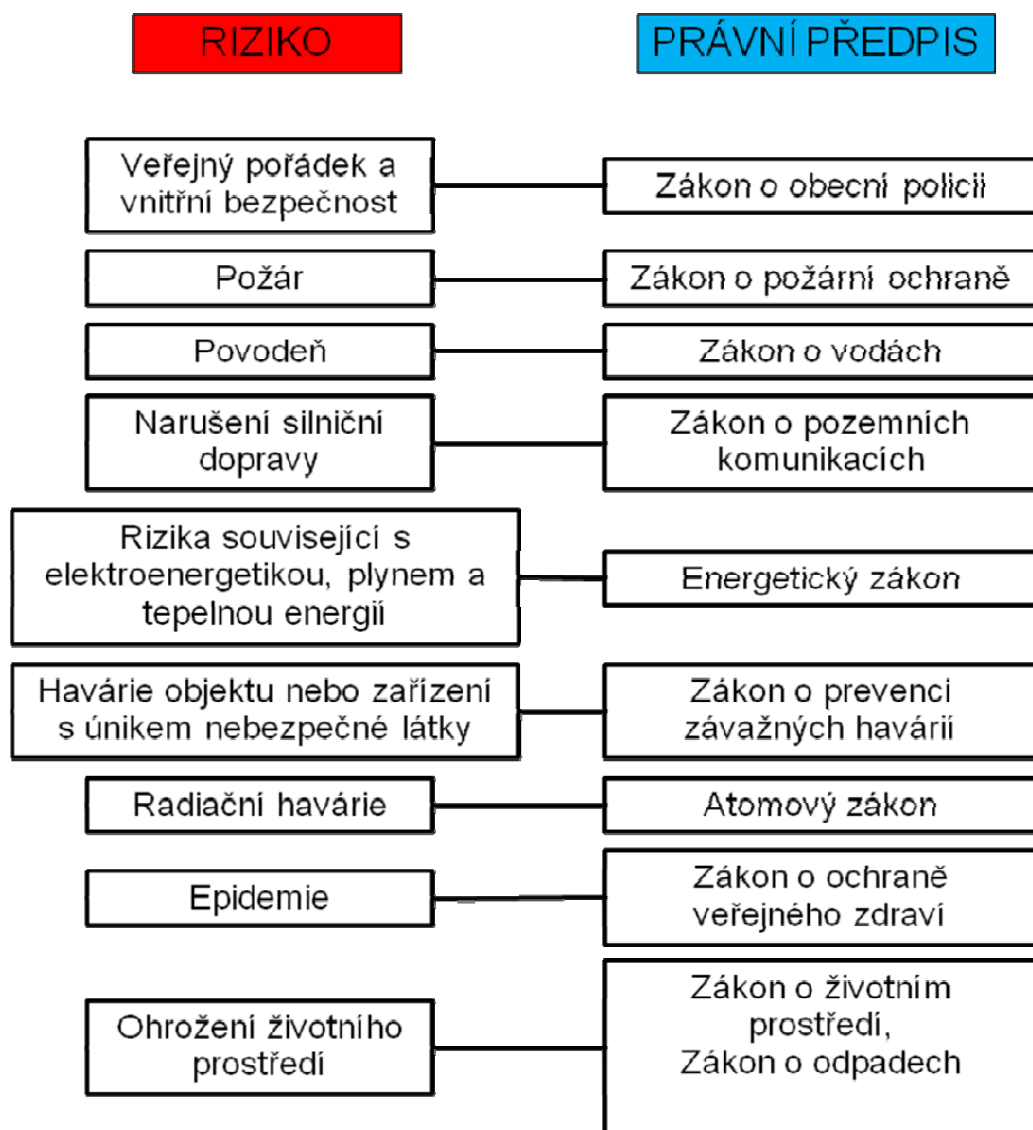 RIZIKO
PRÁVNÍ PŘEDPIS
Veřejný pořádek a
vnitřní bezpečnost
Zákon o obecní policii
Požár
Zákon o požární ochraně
Povodeň
Zákon o vodách
Narušení silniční
dopravy
Zákon o pozemních
komunikacích
Rizika související s
elektroenergetikou, plynem a
tepelnou energií
Energetický zákon
Havárie objektu nebo zařízení
s únikem nebezpečné látky
Zákon o prevenci
závažných havárií
Radiační havárie
Atomový zákon
Epidemie
Zákon o ochraně
veřejného zdraví
Ohrožení životního
prostředí
Zákon o životním
prostředí,
Zákon o odpadech